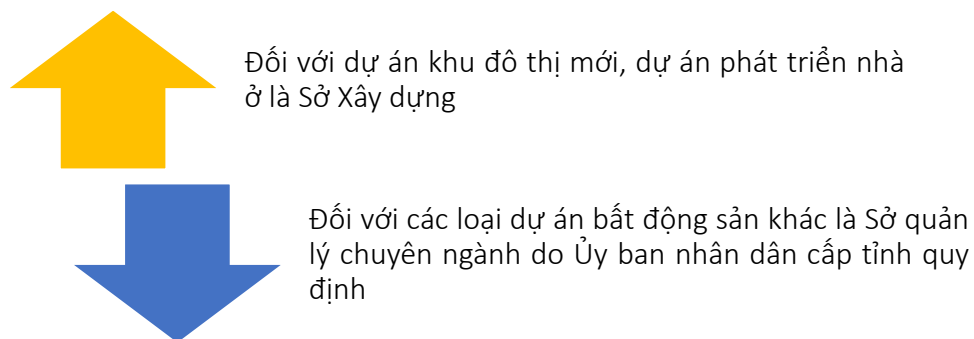 Đối với dự án khu đô thị mới, dự án phát triển nhà
ở là Sở Xây dựng
Đối với các loại dự án bất động sản khác là Sở quản
lý chuyên ngành do Ủy ban nhân dân cấp tỉnh quy
định